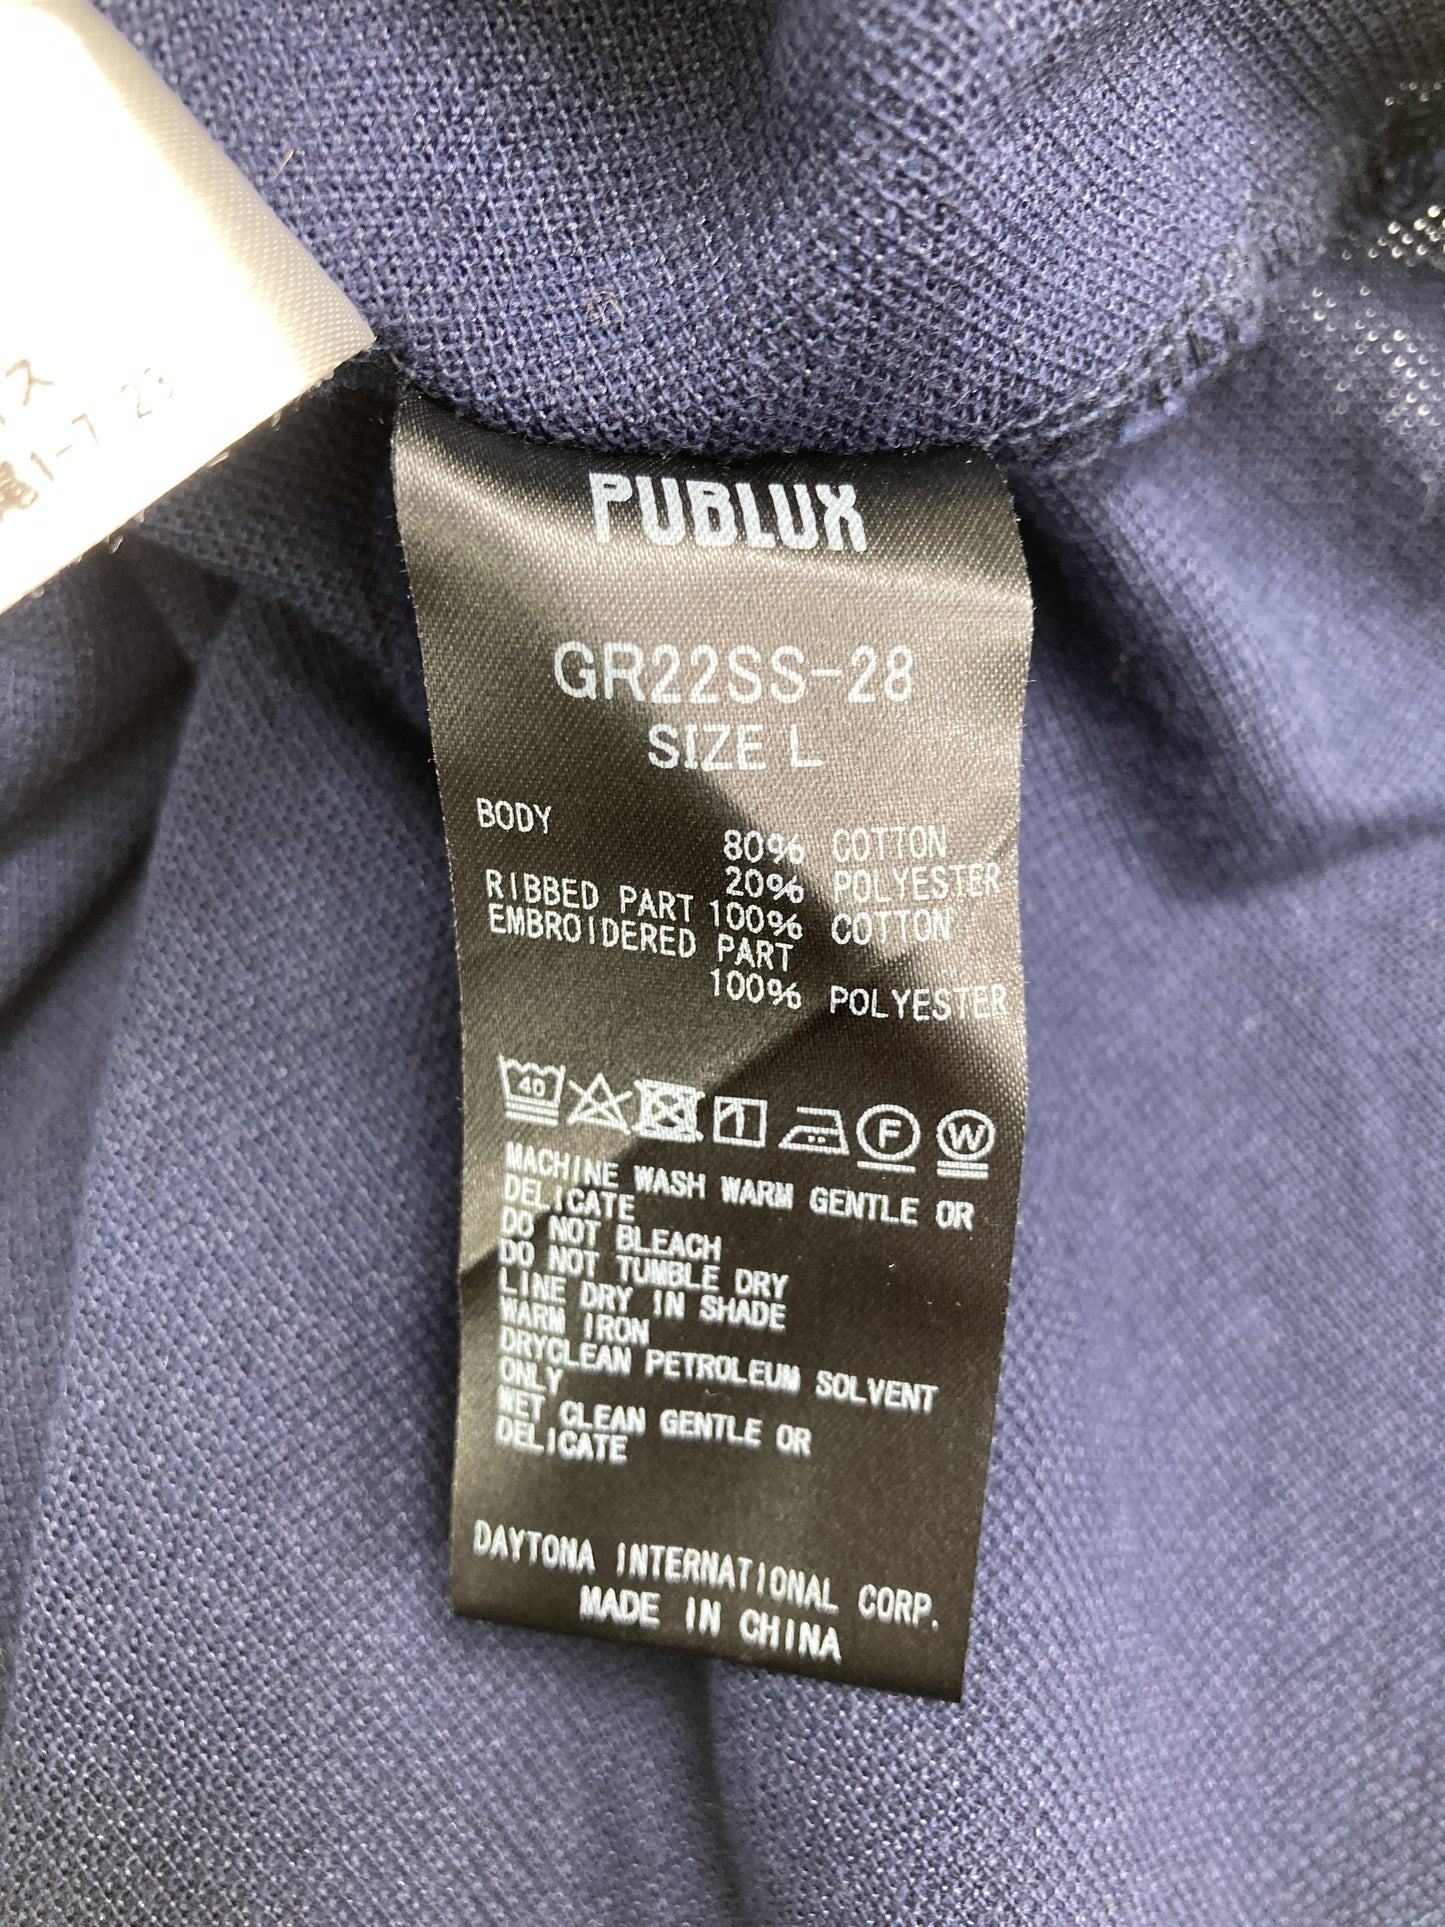 ス
1-7 23
PUBLUX
GR22SS-28
SIZE L
BODY
80% COTTON
20% POLYESTER
RIBBED PART 100% COTTON
EMBROIDERED PART
100% POLYESTER
40 F W
MACHINE WASH WARM GENTLE OR
DELICATE
DO NOT BLEACH
DO NOT TUMBLE DRY
LINE DRY IN SHADE
WARM IRON
DRYCLEAN PETROLEUM SOLVENT
ONLY
WET CLEAN GENTLE OR
DELICATE
DAYTONA INTERNATIONAL CORP.
MADE IN CHINA